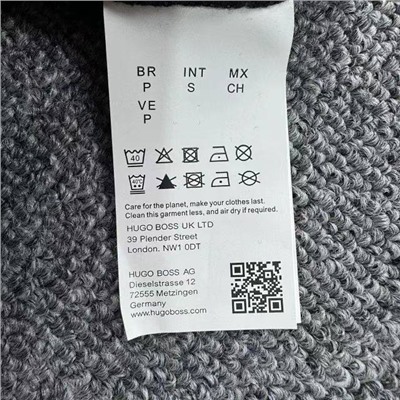 BR INT MX
P S CH
VE
P
40
Care for the planet, make your clothes last.
Clean this garment less, and air dry if required.
HUGO BOSS UK LTD
39 Plender Street
London. NW1 0DT
HUGO BOSS AG
Dieselstrasse 12
72555 Metzingen
Germany
www.hugoboss.com